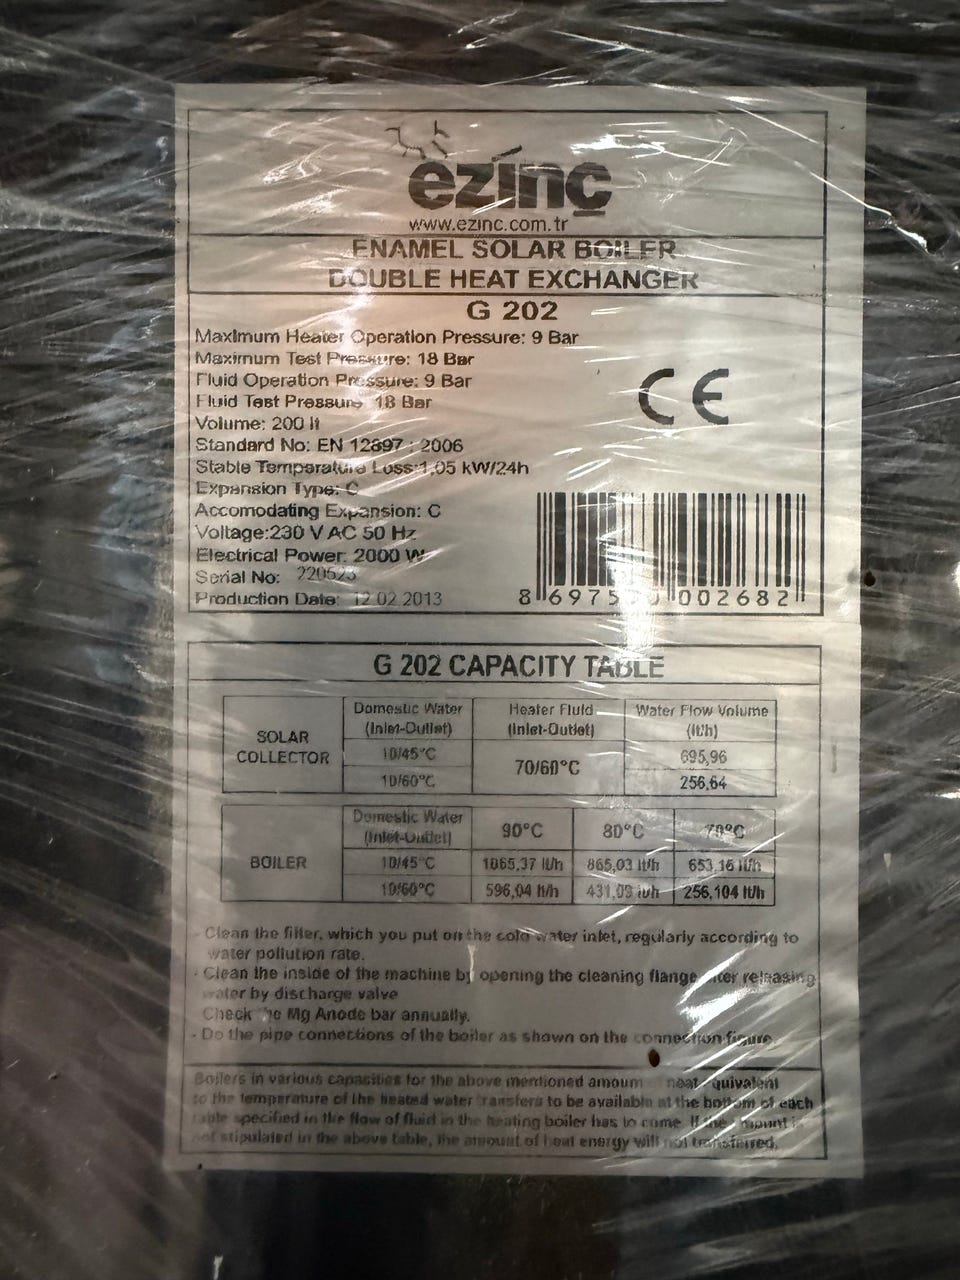 ezinç
www.ezinc.com.tr
ENAMEL SOLAR BOILER
DOUBLE HEAT EXCHANGER
G 202
Maximum Heater Operation Pressure: 9 Bar
Maximum Test Pressure: 18 Bar
Fluid Operation Pressure: 9 Bar
Fluid Test Pressure 18 Bar
Volume: 200 lt
Standard No: EN 12897 : 2006
Stable Temperature Loss:1,05 kW/24h
Expansion Type: C
Accomodating Expansion: C
Voltage:230 V AC 50 Hz
Electrical Power: 2000 W
Serial No:
Production Date: 12.02.2013
CE
002682
G 202 CAPACITY TABLE
SOLAR COLLECTOR
Domestic Water (Inlet-Outlet)
Heater Fluid (Inlet-Outlet)
Water Flow Volume (lt/h)
10/45°C
70/60°C
695,96
10/60°C
256,64
BOILER
Domestic Water (Inlet-Outlet)
90°C
80°C
70°C
10/45°C
1065,37 lt/h
865,03 lt/h
653,16 lt/h
10/60°C
596,04 lt/h
lt/h
256,104 lt/h
- Clean the filter, which you put on the cold water inlet, regularly according to
water pollution rate.
- Clean the inside of the machine by opening the cleaning flange after releasing
water by discharge valve
Check the Mg Anode bar annually.
- Do the pipe connections of the boiler as shown on the connection figure.
Boilers in various capacities for the above mentioned amoun heat equivalent
to the temperature of the heated water transfers to be available at the bottom of each
table specified in the flow of fluid in the heating boiler has to come. If the amount is
not stipulated in the above table, the amount of heat energy will not transferred.